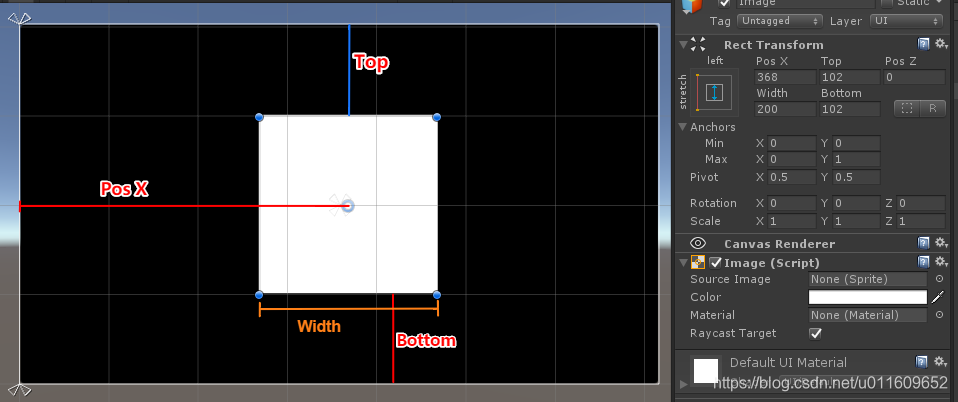 Top
Pos X
Width
Bottom
Image
Static
Tag Untagged Layer UI
Rect Transform
left
stretch
Pos X Top Pos Z
368 102 0
Width Bottom
200 102
R
Anchors
Min X 0 Y 0
Max X 0 Y 1
Pivot X 0.5 Y 0.5
Rotation X 0 Y 0 Z 0
Scale X 1 Y 1 Z 1
Canvas Renderer
Image (Script)
Source Image None (Sprite)
Color
Material None (Material)
Raycast Target
Default UI Material
https://blog.csdn.net/u011609652